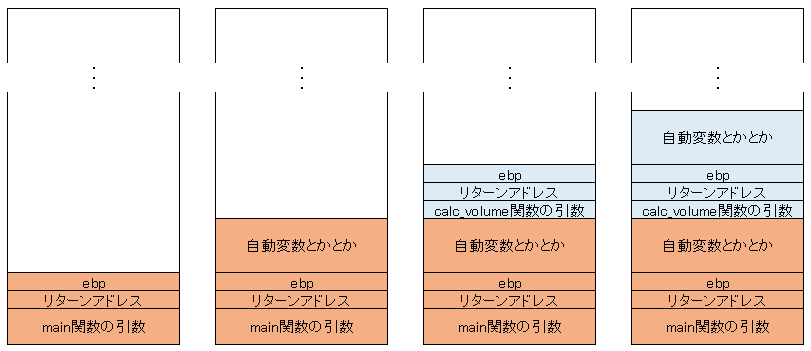 ebp
リターンアドレス
main関数の引数
自動変数とかとか
ebp
リターンアドレス
main関数の引数
ebp
リターンアドレス
calc_volume関数の引数
自動変数とかとか
ebp
リターンアドレス
main関数の引数
自動変数とかとか
ebp
リターンアドレス
calc_volume関数の引数
自動変数とかとか
ebp
リターンアドレス
main関数の引数